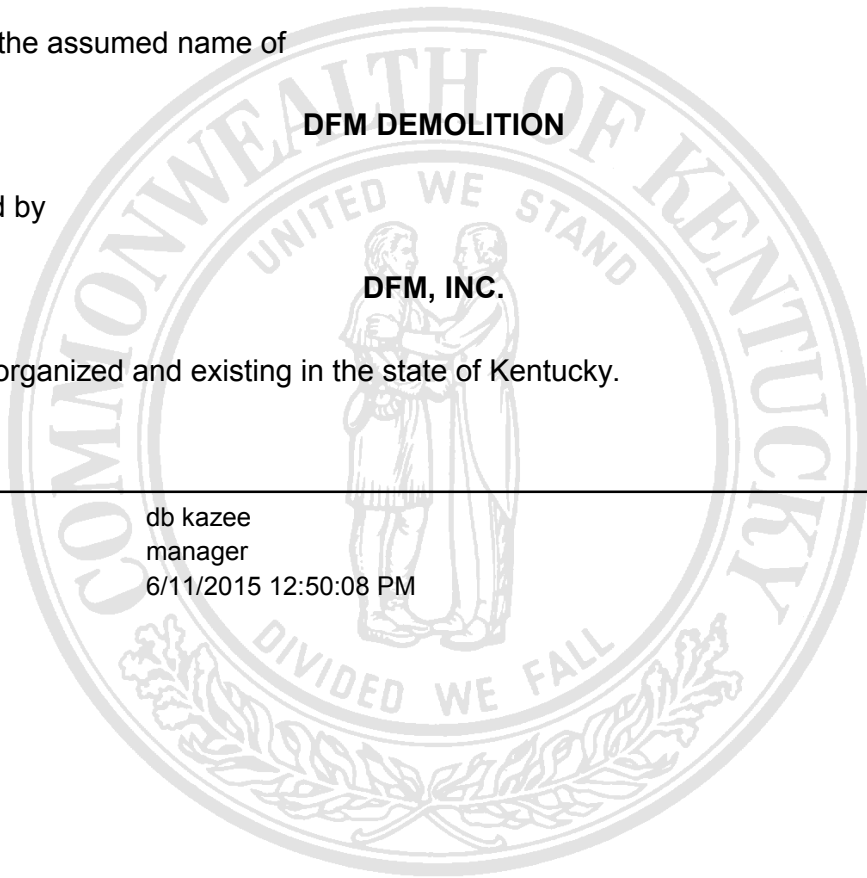 the assumed name of
DFM DEMOLITION
d by
DFM, INC.
organized and existing in the state of Kentucky.
db kazee
manager
6/11/2015 12:50:08 PM
COMMONWEALTH OF KENTUCKY
UNITED WE STAND
DIVIDED WE FALL